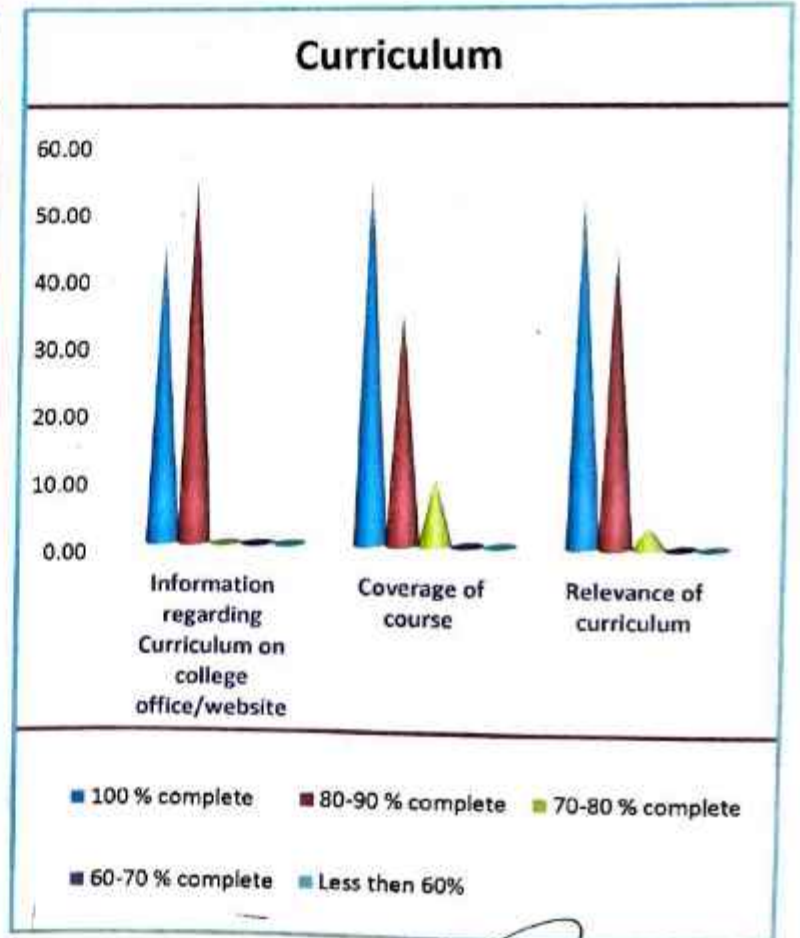 Curriculum
60.00
50.00
40.00
30.00
20.00
10.00
0.00
Information
regarding
Curriculum on
college
office/website
Coverage of
course
Relevance of
curriculum
100 % complete
80-90 % complete
70-80 % complete
60-70 % complete
Less then 60%